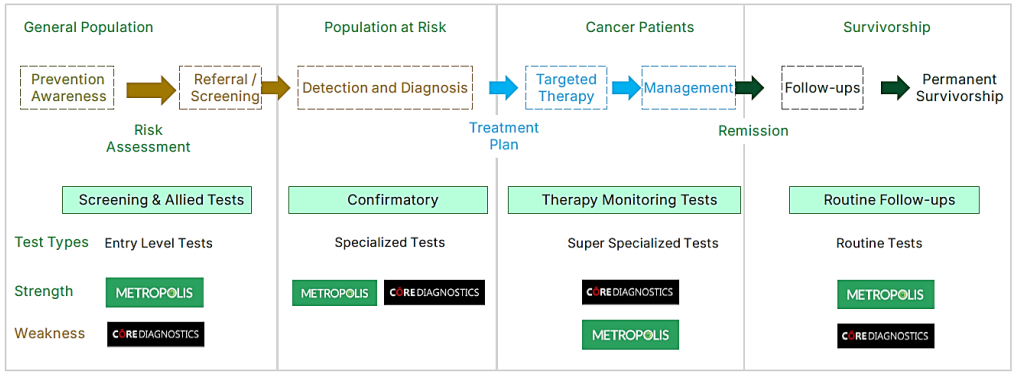 General Population
Population at Risk
Cancer Patients
Survivorship
Prevention
Awareness
Referral /
Screening
Detection and Diagnosis
Targeted
Therapy
Management
Follow-ups
Permanent
Survivorship
Risk
Assessment
Treatment
Plan
Remission
Screening & Allied Tests
Confirmatory
Therapy Monitoring Tests
Routine Follow-ups
Test Types
Entry Level Tests
Specialized Tests
Super Specialized Tests
Routine Tests
Strength
METROPOLIS
METROPOLIS
CORE DIAGNOSTICS
CORE DIAGNOSTICS
METROPOLIS
Weakness
CORE DIAGNOSTICS
METROPOLIS
CORE DIAGNOSTICS